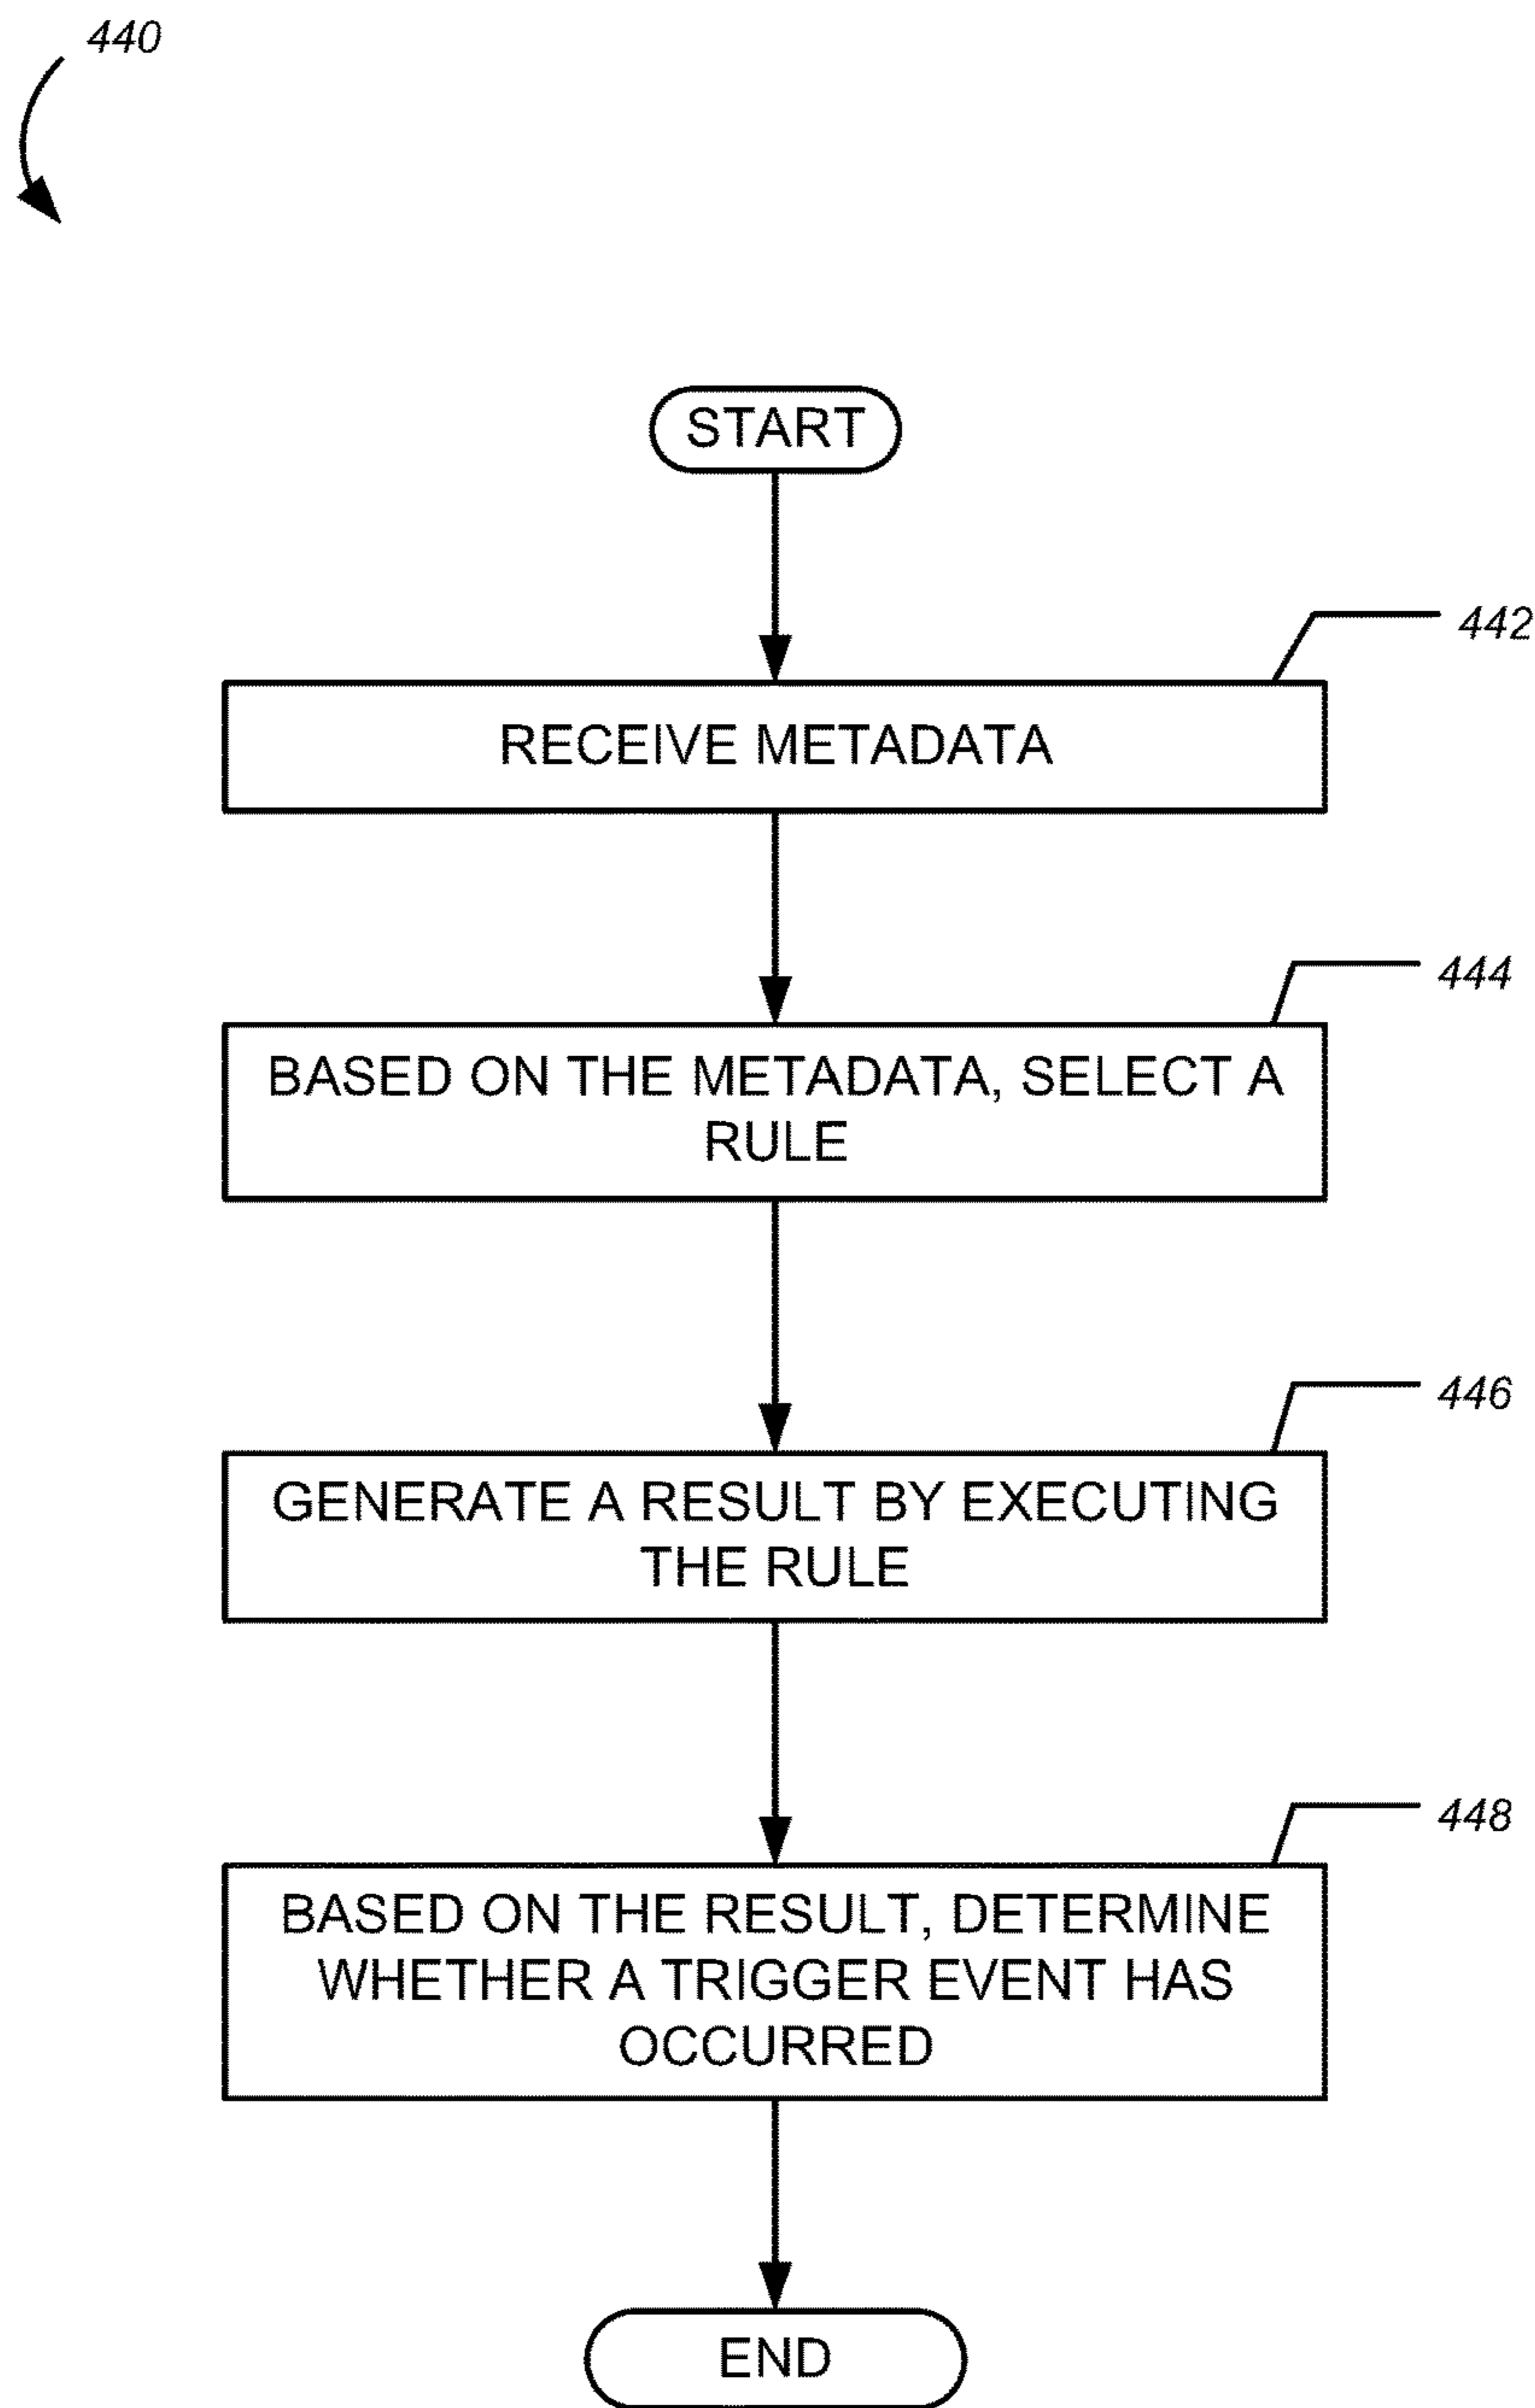 440
START
442
RECEIVE METADATA
444
BASED ON THE METADATA, SELECT A
RULE
446
GENERATE A RESULT BY EXECUTING
THE RULE
448
BASED ON THE RESULT, DETERMINE
WHETHER A TRIGGER EVENT HAS
OCCURRED
END